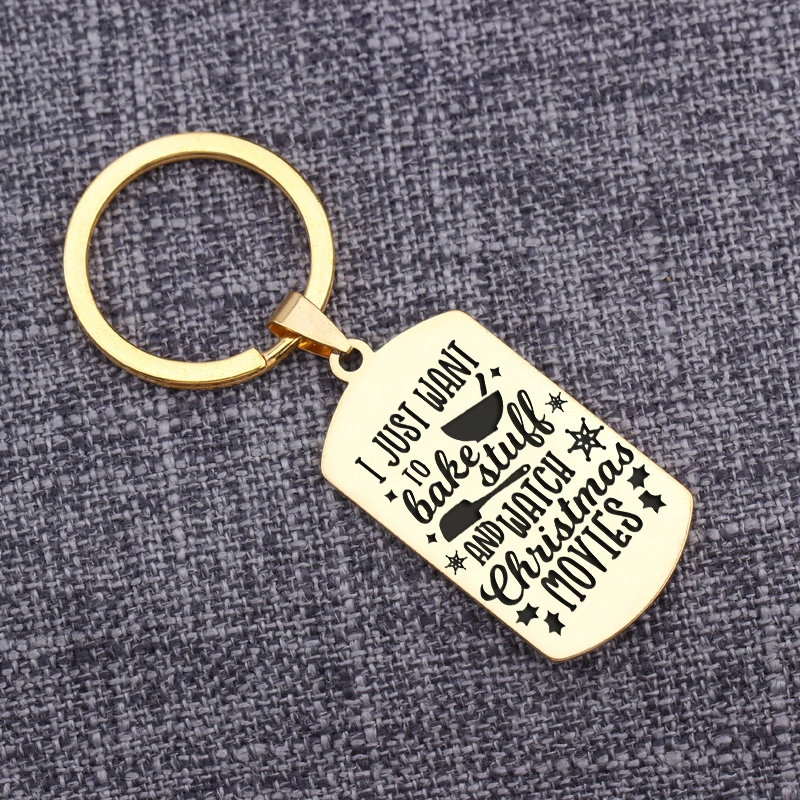 I JUST WANT
TO
bake stuff
AND WATCH
Christmas
MOVIES